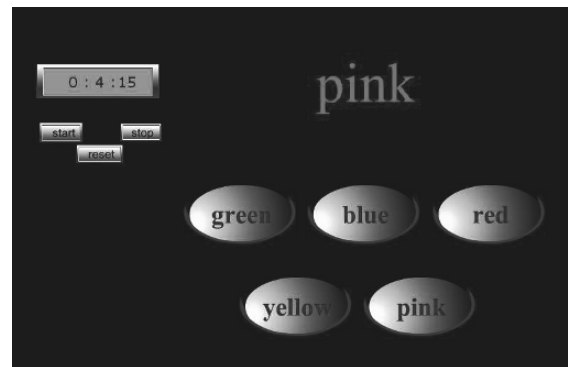 0 : 4 : 15
pink
start stop
reset
green blue red
yellow pink